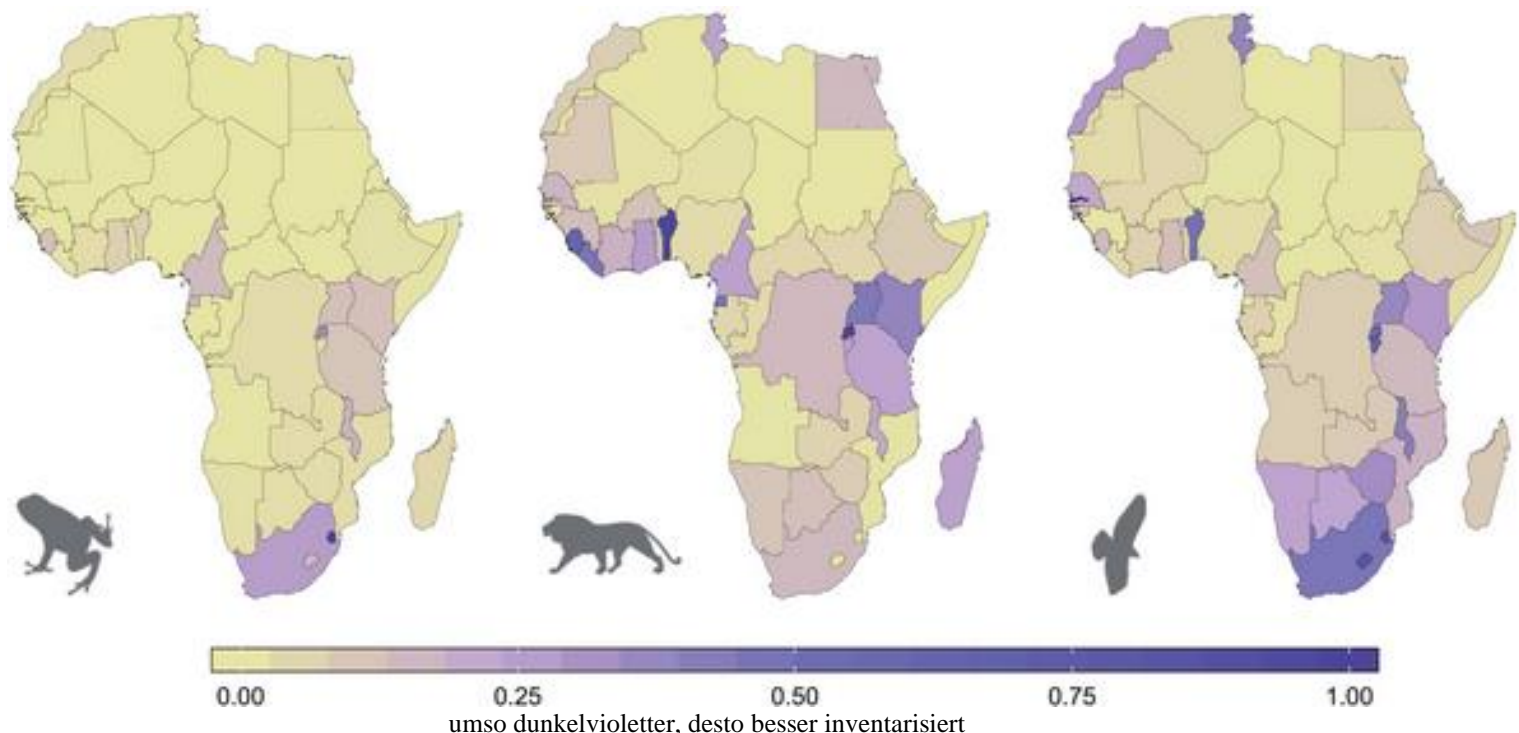 0.00 0.25 0.50 0.75 1.00
umso dunkelvioletter, desto besser inventarisiert